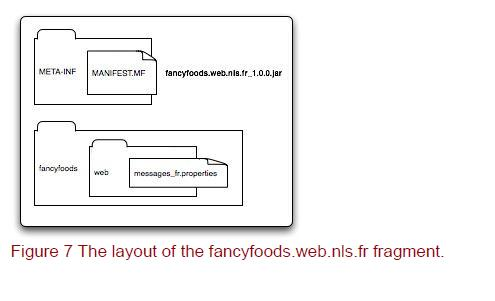 META-INF
MANIFEST.MF
fancyfoods.web.nls.fr_1.0.0.jar
fancyfoods
web
messages_fr.properties
Figure 7 The layout of the fancyfoods.web.nls.fr fragment.